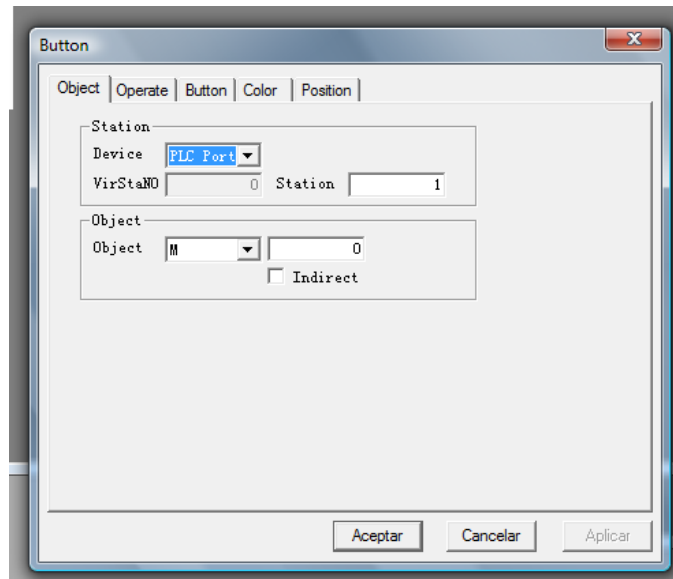 Button
Object Operate Button Color Position
Station
Device PLC Port
VirStaNO 0 Station 1
Object
Object M 0
Indirect
Aceptar Cancelar Aplicar